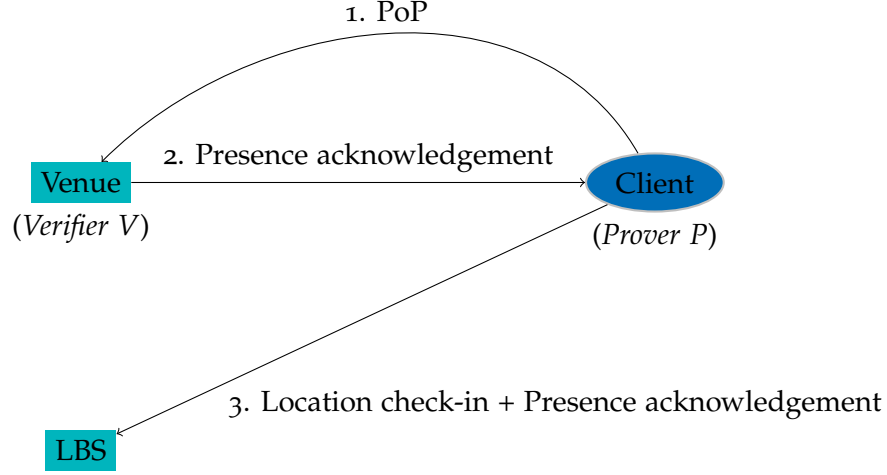 1. PoP
2. Presence acknowledgement
Venue
Client
(Verifier V)
(Prover P)
3. Location check-in + Presence acknowledgement
LBS